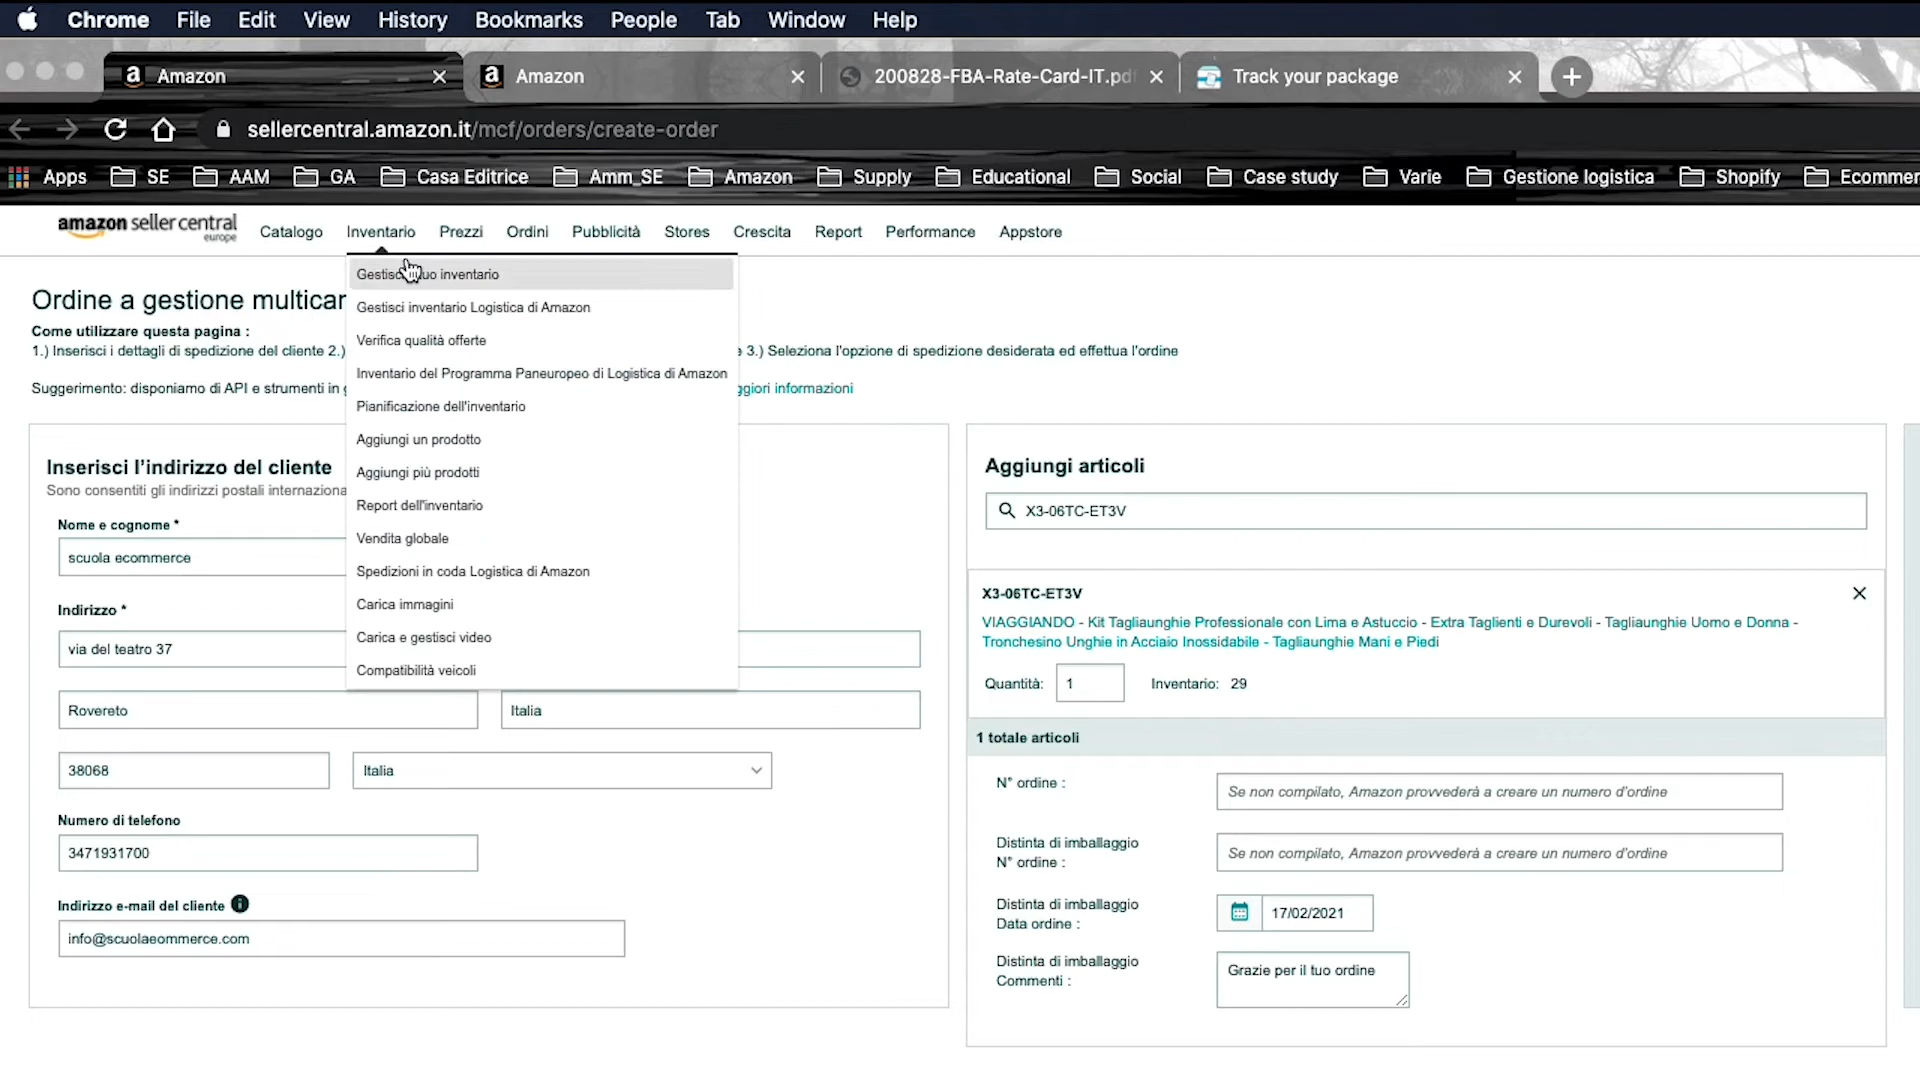 Chrome File Edit View History Bookmarks People Tab Window Help
Amazon
Amazon
200828-FBA-Rate-Card-IT.pdf
Track your package
sellercentral.amazon.it/mcf/orders/create-order
Apps SE AAM GA Casa Editrice Amm_SE Amazon Supply Educational Social Case study Varie Gestione logistica Shopify Ecommer
amazon seller central
europe
Catalogo Inventario Prezzi Ordini Pubblicità Stores Crescita Report Performance Appstore
Ordine a gestione multicar
Come utilizzare questa pagina :
1.) Inserisci i dettagli di spedizione del cliente 2.)
3.) Seleziona l'opzione di spedizione desiderata ed effettua l'ordine
Suggerimento: disponiamo di API e strumenti in
ggiori informazioni
Gestisc uo inventario
Gestisci inventario Logistica di Amazon
Verifica qualità offerte
Inventario del Programma Paneuropeo di Logistica di Amazon
Pianificazione dell'inventario
Aggiungi un prodotto
Aggiungi più prodotti
Report dell'inventario
Vendita globale
Spedizioni in coda Logistica di Amazon
Carica immagini
Carica e gestisci video
Compatibilità veicoli
Inserisci l'indirizzo del cliente
Sono consentiti gli indirizzi postali internaziona
Nome e cognome *
scuola ecommerce
Indirizzo *
via del teatro 37
Rovereto
Italia
38068
Italia
Numero di telefono
3471931700
Indirizzo e-mail del cliente
info@scuolaeommerce.com
Aggiungi articoli
X3-06TC-ET3V
X3-06TC-ET3V
VIAGGIANDO - Kit Tagliaunghie Professionale con Lima e Astuccio - Extra Taglienti e Durevoli - Tagliaunghie Uomo e Donna -
Tronchesino Unghie in Acciaio Inossidabile - Tagliaunghie Mani e Piedi
Quantità: 1 Inventario: 29
1 totale articoli
N° ordine :
Se non compilato, Amazon provvederà a creare un numero d'ordine
Distinta di imballaggio
N° ordine :
Se non compilato, Amazon provvederà a creare un numero d'ordine
Distinta di imballaggio
Data ordine :
17/02/2021
Distinta di imballaggio
Commenti :
Grazie per il tuo ordine